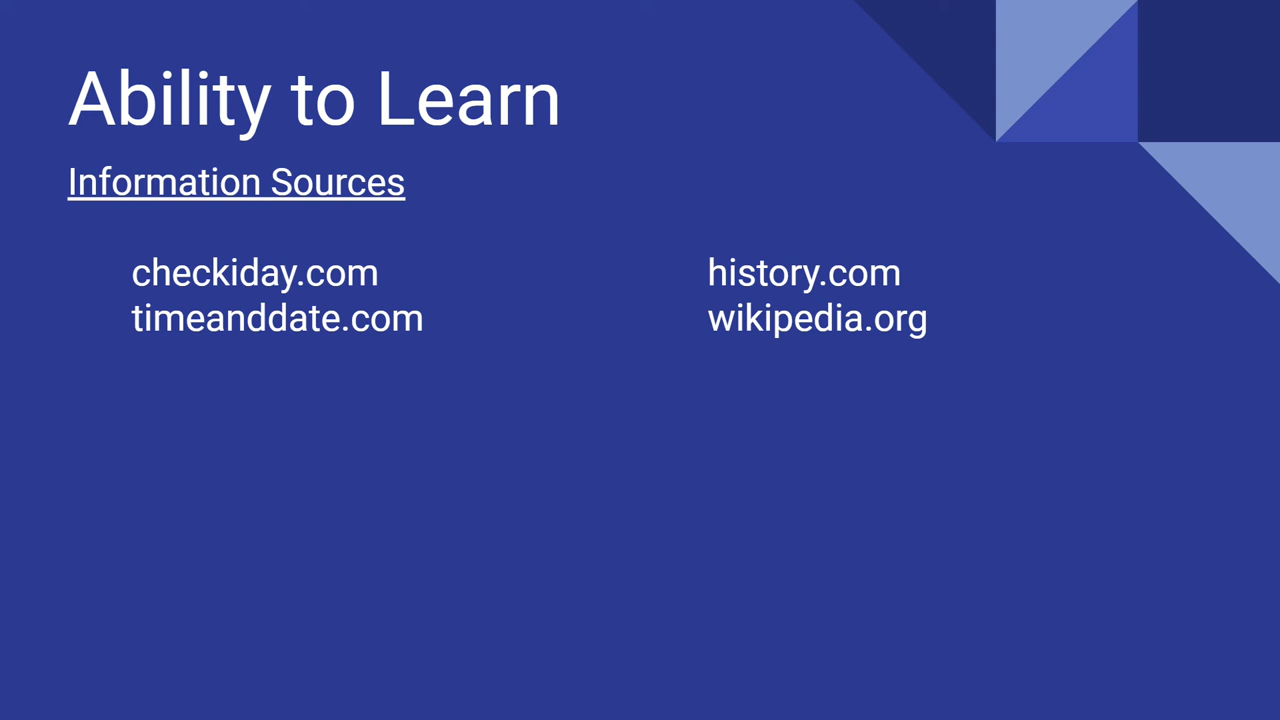 Ability to Learn
Information Sources
checkiday.com
timeanddate.com
history.com
wikipedia.org